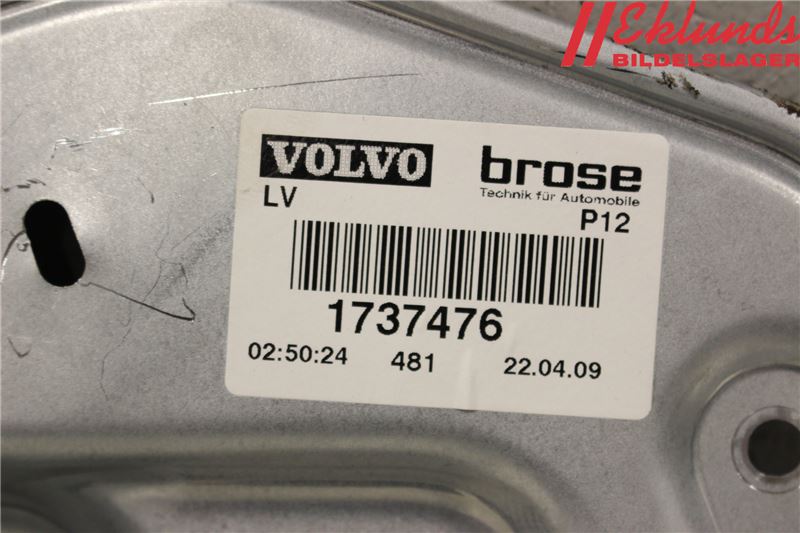 Eklunds
BILDELSLAGER
VOLVO
brose
Technik für Automobile
LV
P12
1737476
02:50:24 481 22.04.09